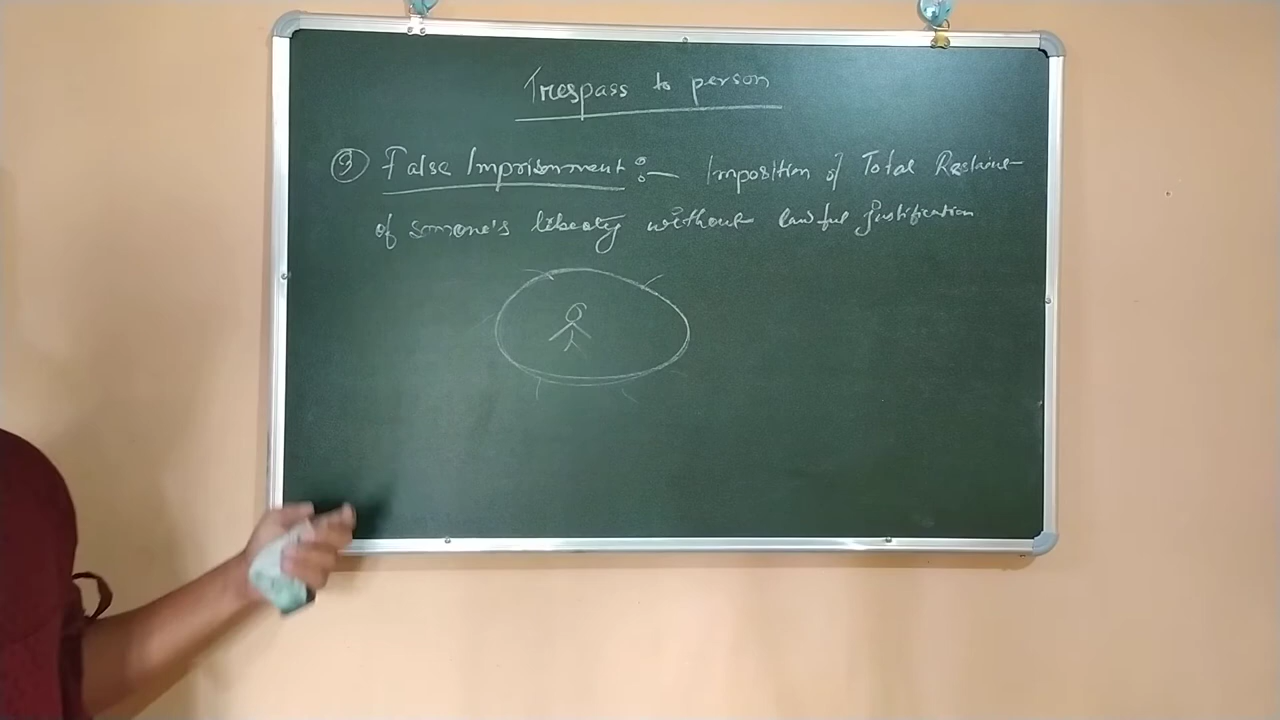 Trespass to person
③ False Imprisonment :— Imposition of Total Restraint
of someone's liberty without lawful justification